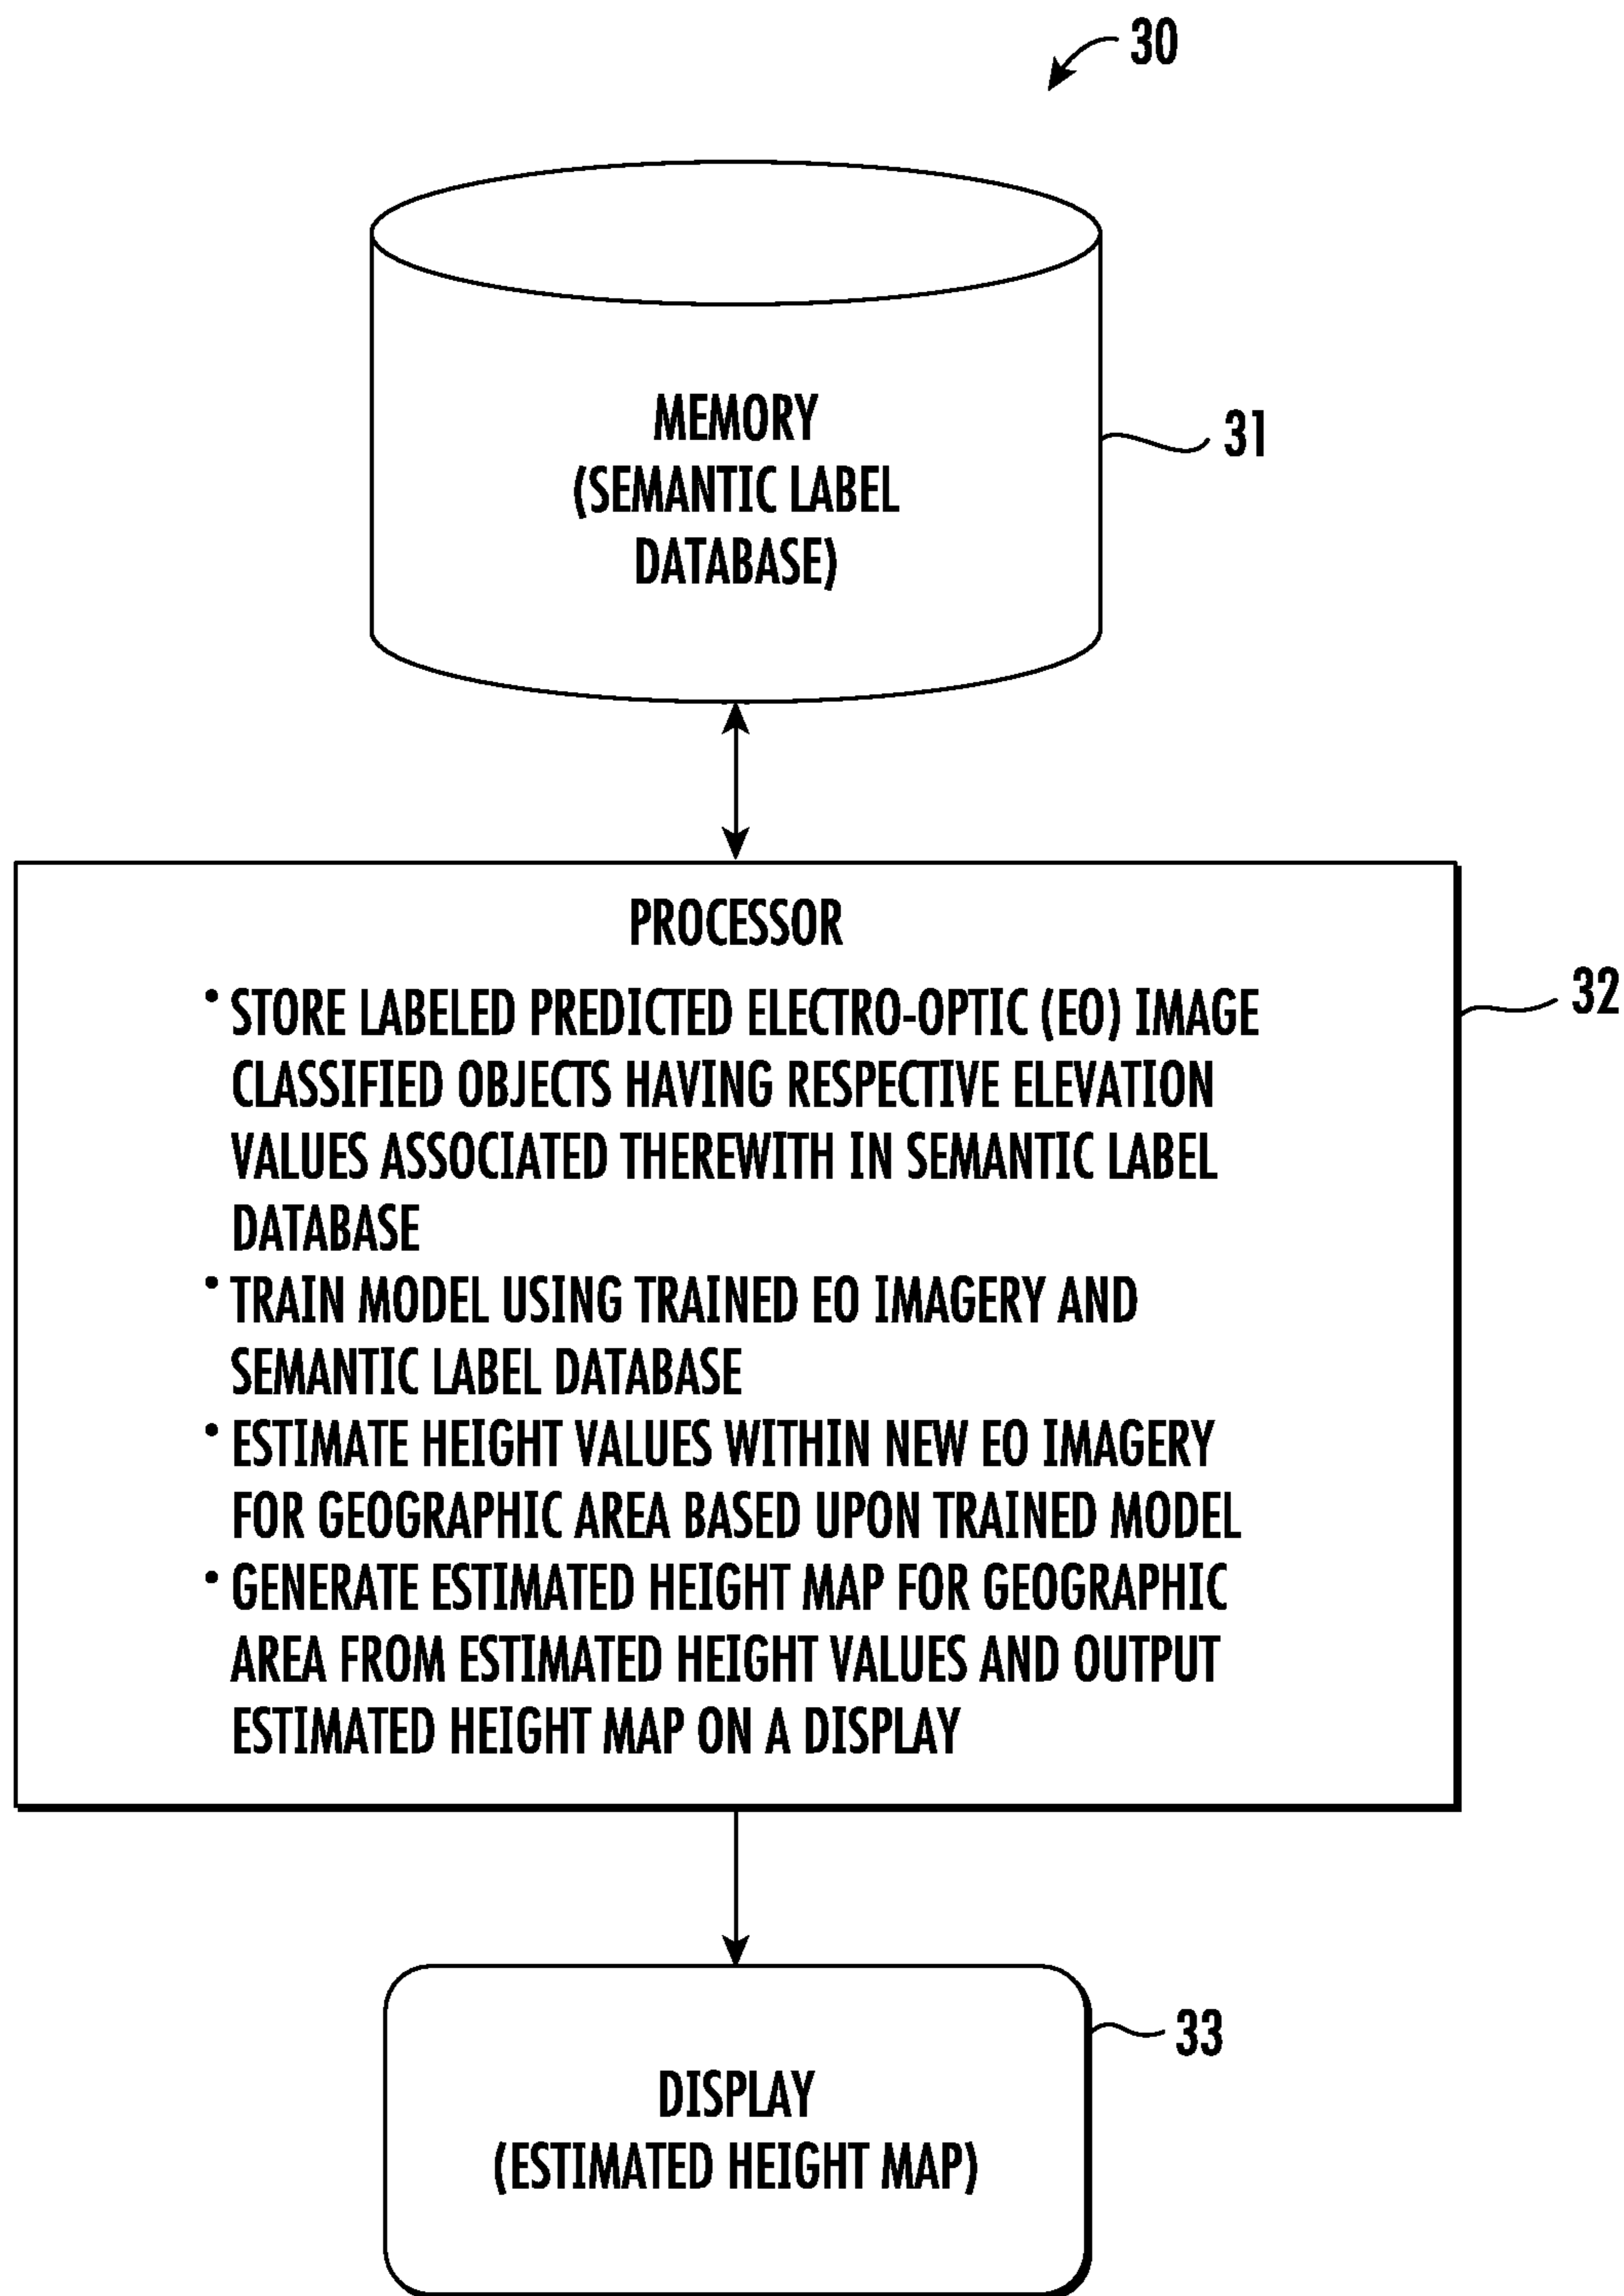 30
MEMORY
(SEMANTIC LABEL
DATABASE)
31
PROCESSOR
• STORE LABELED PREDICTED ELECTRO-OPTIC (EO) IMAGE
CLASSIFIED OBJECTS HAVING RESPECTIVE ELEVATION
VALUES ASSOCIATED THEREWITH IN SEMANTIC LABEL
DATABASE
• TRAIN MODEL USING TRAINED EO IMAGERY AND
SEMANTIC LABEL DATABASE
• ESTIMATE HEIGHT VALUES WITHIN NEW EO IMAGERY
FOR GEOGRAPHIC AREA BASED UPON TRAINED MODEL
• GENERATE ESTIMATED HEIGHT MAP FOR GEOGRAPHIC
AREA FROM ESTIMATED HEIGHT VALUES AND OUTPUT
ESTIMATED HEIGHT MAP ON A DISPLAY
32
DISPLAY
(ESTIMATED HEIGHT MAP)
33